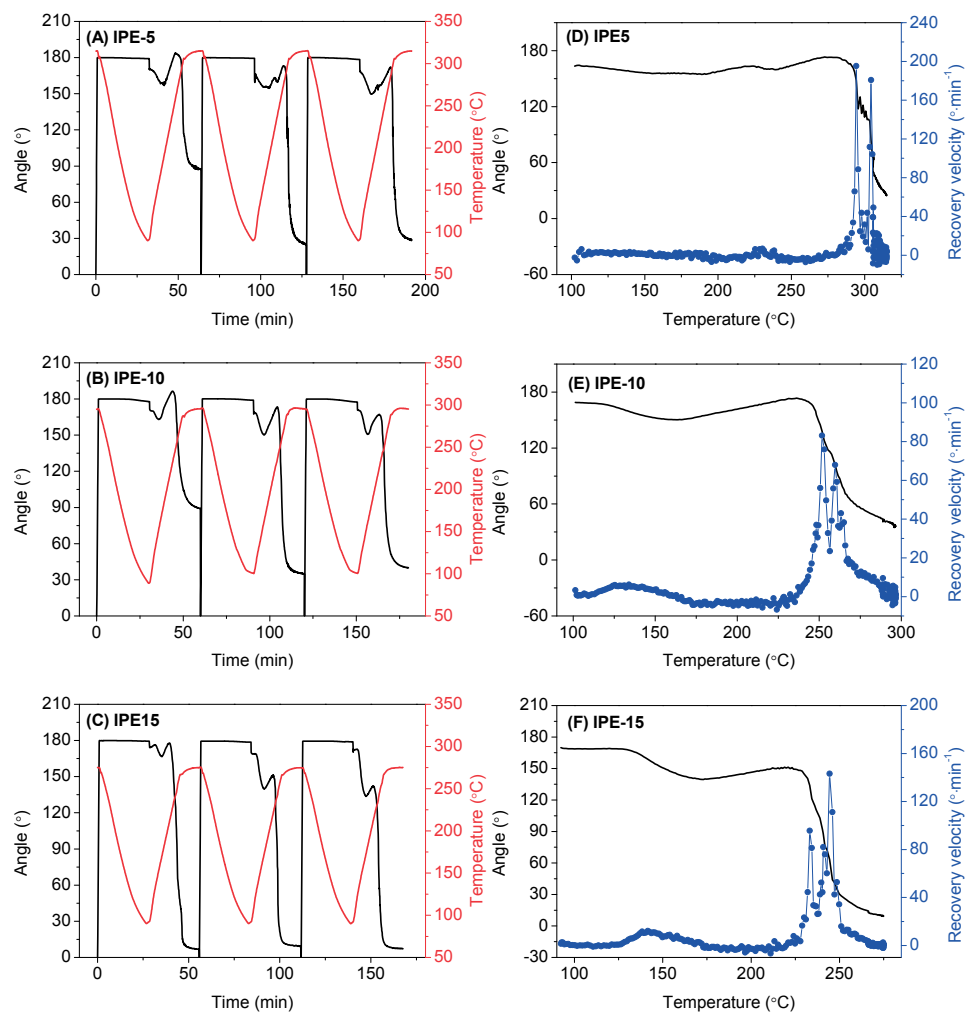 (A) IPE-5
210
180
150
120
90
60
30
0
Angle (°)
0 50 100 150 200
Time (min)
350
300
250
200
150
100
50
Temperature (°C)
(D) IPE5
180
120
60
0
-60
Angle (°)
100 150 200 250 300
Temperature (°C)
240
200
160
120
80
40
0
Recovery velocity (°·min⁻¹)
(B) IPE-10
210
180
150
120
90
60
30
0
Angle (°)
0 50 100 150
Time (min)
350
300
250
200
150
100
50
Temperature (°C)
(E) IPE-10
180
120
60
0
-60
Angle (°)
100 150 200 250 300
Temperature (°C)
120
100
80
60
40
20
0
Recovery velocity (°·min⁻¹)
(C) IPE15
210
180
150
120
90
60
30
0
Angle (°)
0 50 100 150
Time (min)
350
300
250
200
150
100
50
Temperature (°C)
(F) IPE-15
210
180
150
120
90
60
30
0
-30
Angle (°)
100 150 200 250
Temperature (°C)
200
160
120
80
40
0
Recovery velocity (°·min⁻¹)